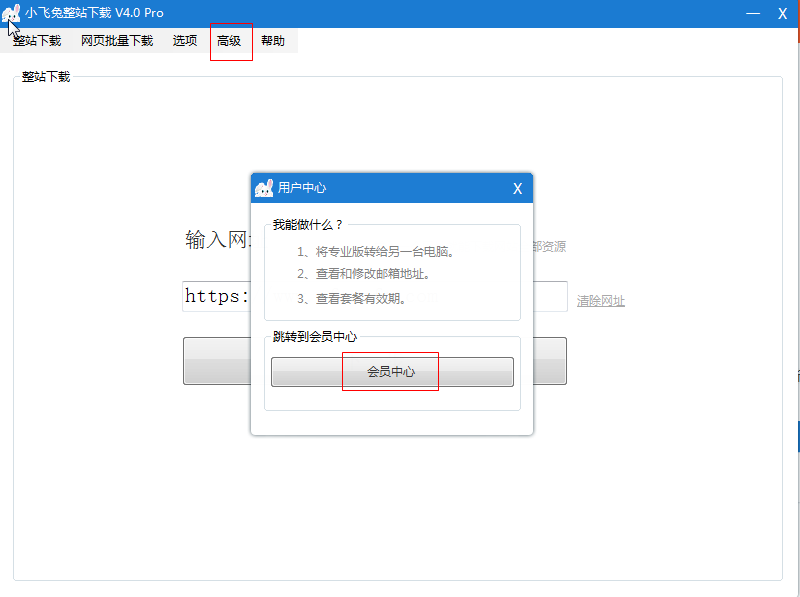 小飞兔整站下载 V4.0 Pro
整站下载 网页批量下载 选项 高级 帮助
整站下载
用户中心 X
我能做什么？
1、将专业版转给另一台电脑。
2、查看和修改邮箱地址。
3、查看套餐有效期。
跳转到会员中心
会员中心
输入网
部资源
https:
清除网址